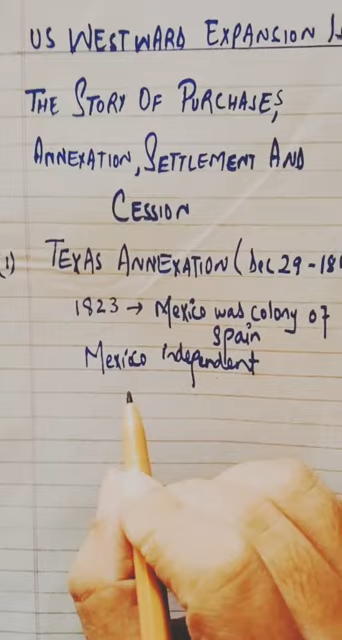 US WESTWARD EXPANSION
THE STORY OF PURCHASES,
ANNEXATION, SETTLEMENT AND
CESSION
(1) TEXAS ANNEXATION (Dec 29-18
1823 → Mexico was colony of
Spain
Mexico independent